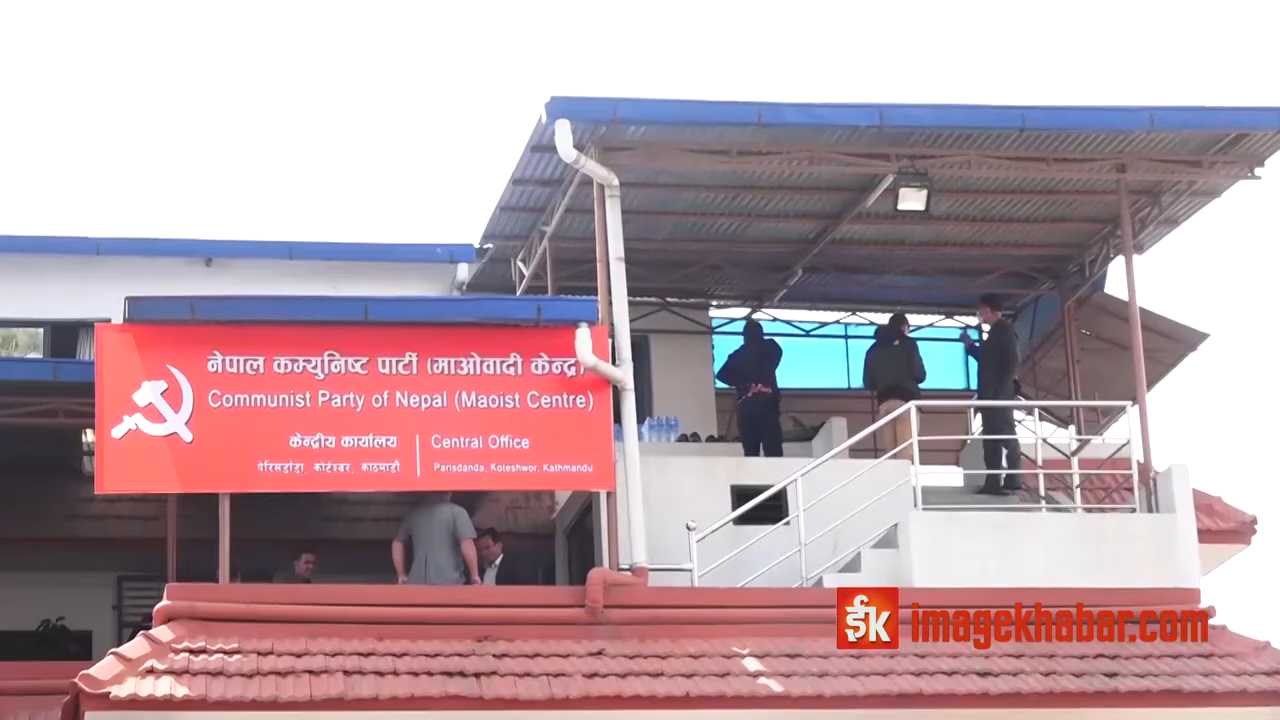 नेपाल कम्युनिष्ट पार्टी (माओवादी केन्द्र)
Communist Party of Nepal (Maoist Centre)
केन्द्रीय कार्यालय
पेरिसडाँडा, कोटेश्वर, काठमाडौं
Central Office
Parisdanda, Koteshwor, Kathmandu
ईk imagekhabar.com